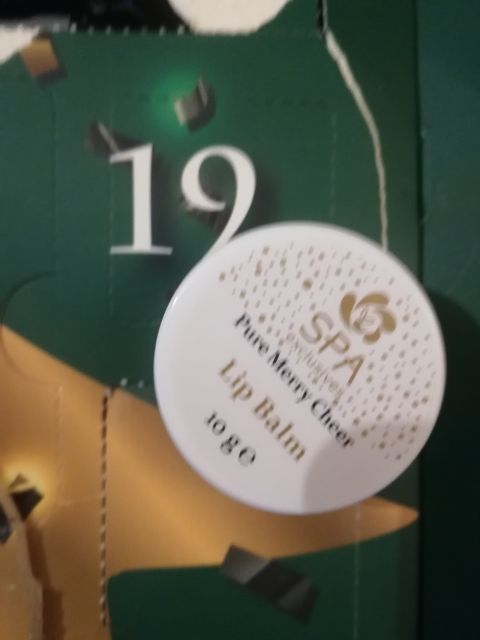 19
SPA
exclusives
Pure Merry Cheer
Lip Balm
10 g e